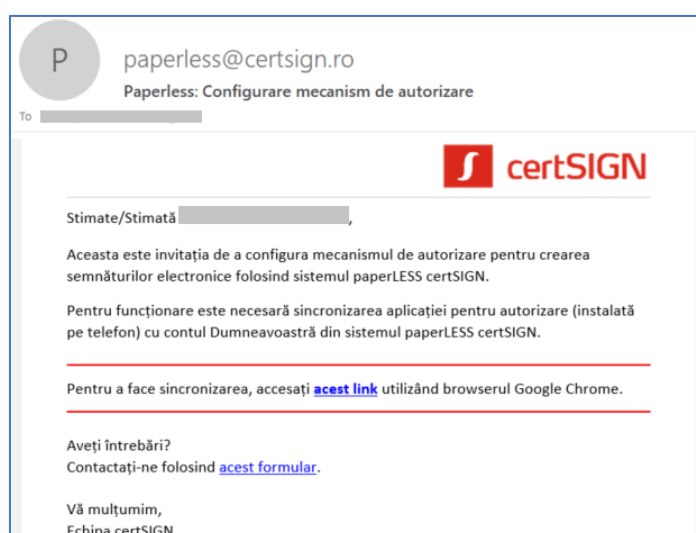 P
paperless@certsign.ro
Paperless: Configurare mecanism de autorizare
To
certSIGN
Stimate/Stimată ,
Aceasta este invitația de a configura mecanismul de autorizare pentru crearea
semnăturilor electronice folosind sistemul paperLESS certSIGN.
Pentru funcționare este necesară sincronizarea aplicației pentru autorizare (instalată
pe telefon) cu contul Dumneavoastră din sistemul paperLESS certSIGN.
Pentru a face sincronizarea, accesați acest link utilizând browserul Google Chrome.
Aveți întrebări?
Contactați-ne folosind acest formular.
Vă mulțumim,
Echipa certSIGN